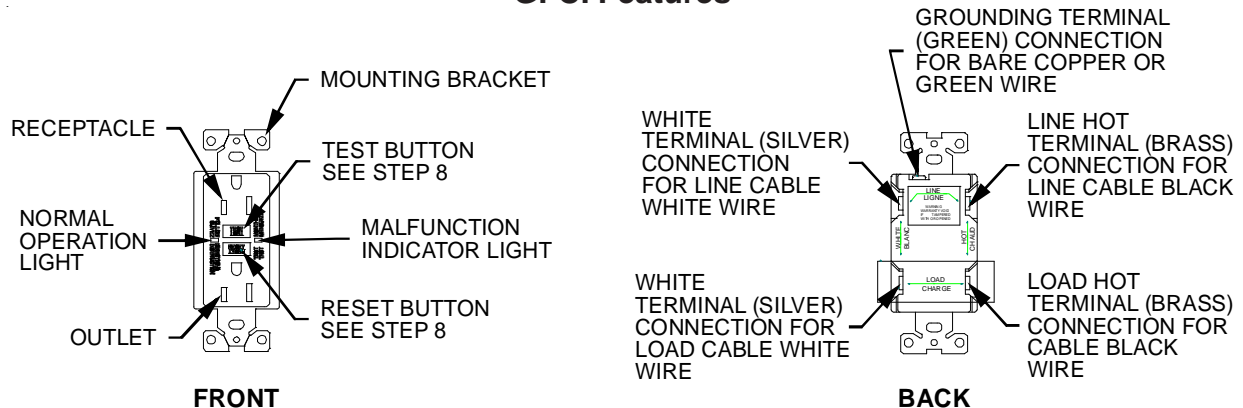 MOUNTING BRACKET
RECEPTACLE
TEST BUTTON
SEE STEP 8
NORMAL
OPERATION
LIGHT
MALFUNCTION
INDICATOR LIGHT
RESET BUTTON
SEE STEP 8
OUTLET
FRONT
GROUNDING TERMINAL
(GREEN) CONNECTION
FOR BARE COPPER OR
GREEN WIRE
WHITE
TERMINAL (SILVER)
CONNECTION
FOR LINE CABLE
WHITE WIRE
LINE HOT
TERMINAL (BRASS)
CONNECTION FOR
LINE CABLE BLACK
WIRE
LINE
LIGNE
WARRANTY VOID
IF TAMPERED
WHITE
BLANC
HOT
CHAUD
LOAD
CHARGE
WHITE
TERMINAL (SILVER)
CONNECTION FOR
LOAD CABLE WHITE
WIRE
LOAD HOT
TERMINAL (BRASS)
CONNECTION FOR
CABLE BLACK
WIRE
BACK